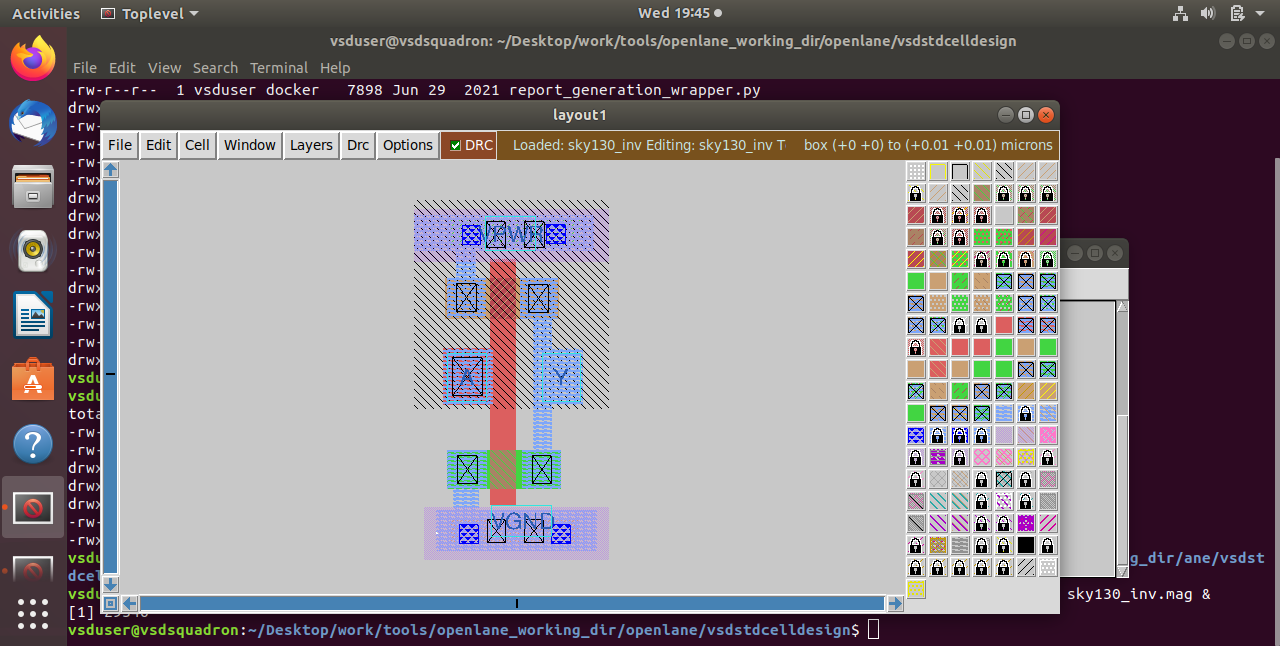 Activities Toplevel Wed 19:45
vsduser@vsdsquadron: ~/Desktop/work/tools/openlane_working_dir/openlane/vsdstdcelldesign
File Edit View Search Terminal Help
-rw-r--r-- 1 vsduser docker 7898 Jun 29 2021 report_generation_wrapper.py
drwx
layout1
-rw-
File Edit Cell Window Layers Drc Options DRC Loaded: sky130_inv Editing: sky130_inv box (+0 +0) to (+0.01 +0.01) microns
-rw-
-rw-
-rw-
drwx
drwx
VPWR
-rw-
drwx
drwx
-rw-
-rw-
drwx
vsdu
A Y
vsdu
tota
-rw-
-rw-
drwx
drwx
-rw-
VGND
-rw-
-rwx
vsdu g_dir/ane/vsdst
dcel
vsdu sky130_inv.mag &
[1]
vsduser@vsdsquadron:~/Desktop/work/tools/openlane_working_dir/openlane/vsdstdcelldesign$